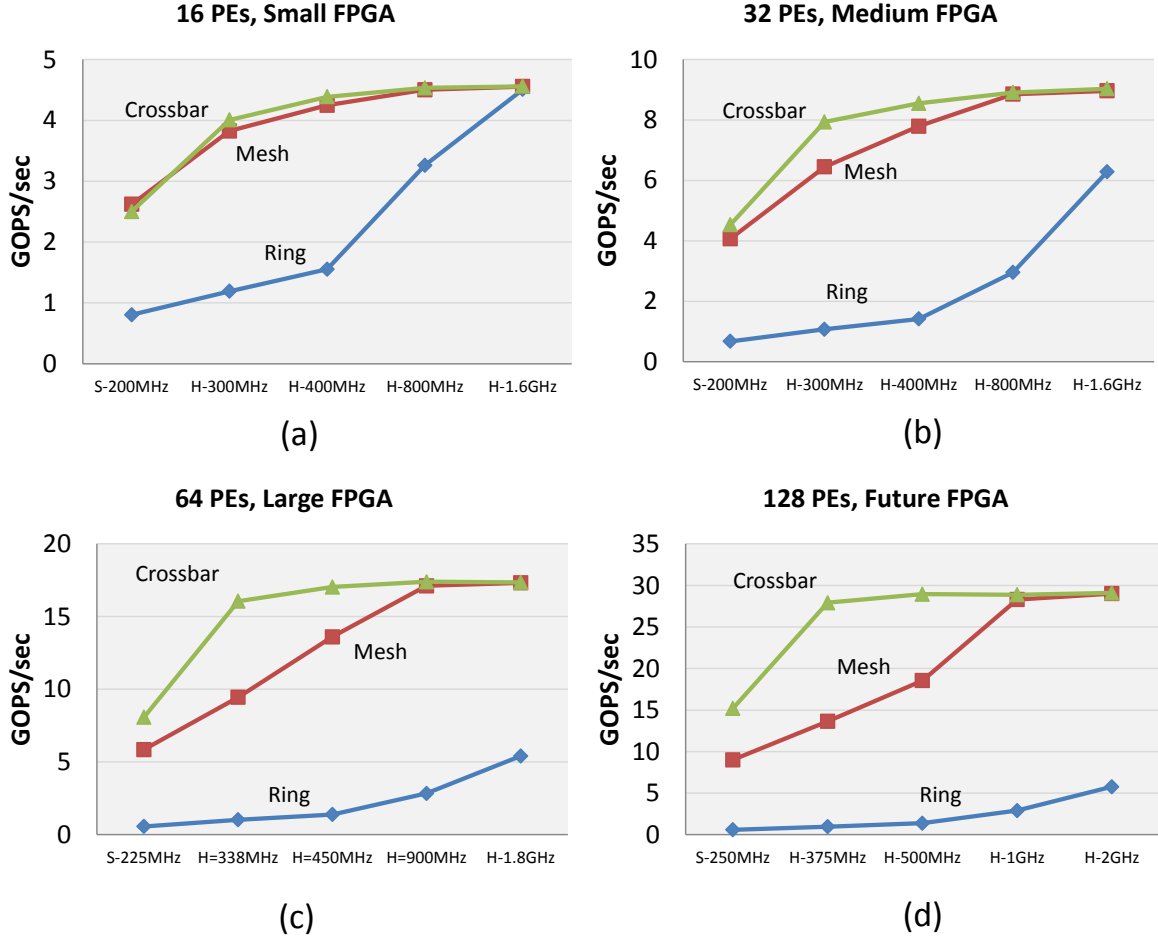 16 PEs, Small FPGA
GOPS/sec
5
4
3
2
1
0
Crossbar
Mesh
Ring
S-200MHz H-300MHz H-400MHz H-800MHz H-1.6GHz
(a)
32 PEs, Medium FPGA
GOPS/sec
10
8
6
4
2
0
Crossbar
Mesh
Ring
S-200MHz H-300MHz H-400MHz H-800MHz H-1.6GHz
(b)
64 PEs, Large FPGA
GOPS/sec
20
15
10
5
0
Crossbar
Mesh
Ring
S-225MHz H=338MHz H=450MHz H=900MHz H-1.8GHz
(c)
128 PEs, Future FPGA
GOPS/sec
35
30
25
20
15
10
5
0
Crossbar
Mesh
Ring
S-250MHz H-375MHz H-500MHz H-1GHz H-2GHz
(d)